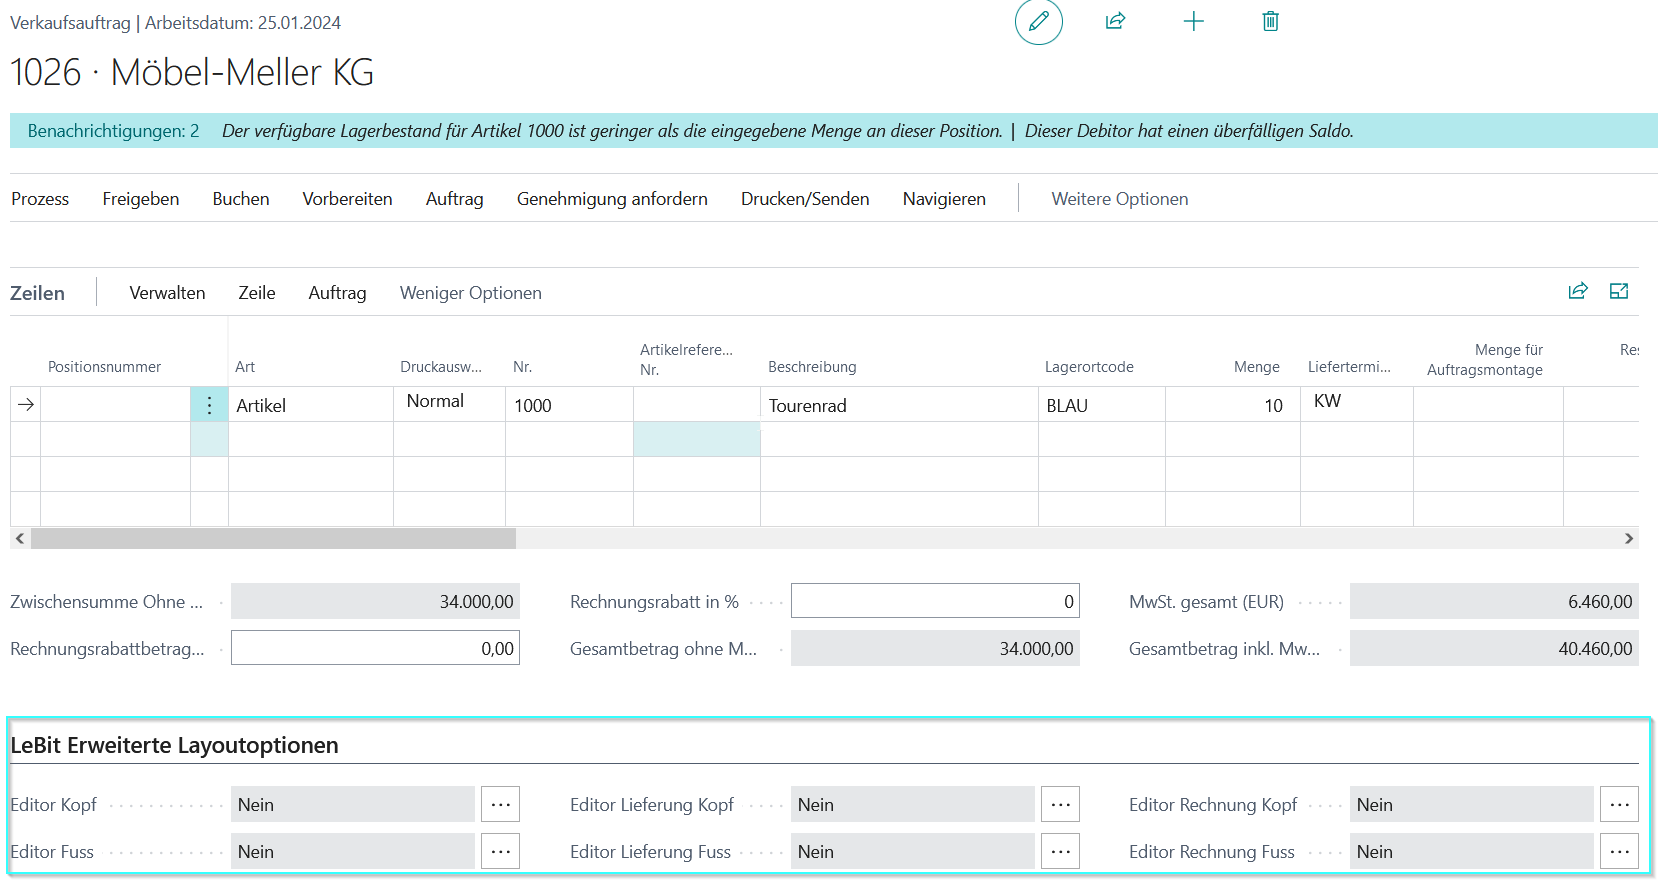 Verkaufsauftrag | Arbeitsdatum: 25.01.2024
1026 · Möbel-Meller KG
Benachrichtigungen: 2 Der verfügbare Lagerbestand für Artikel 1000 ist geringer als die eingegebene Menge an dieser Position. | Dieser Debitor hat einen überfälligen Saldo.
Prozess Freigeben Buchen Vorbereiten Auftrag Genehmigung anfordern Drucken/Senden Navigieren Weitere Optionen
Zeilen Verwalten Zeile Auftrag Weniger Optionen
Positionsnummer Art Druckausw... Nr. Artikelrefere... Nr. Beschreibung Lagerortcode Menge Liefertermi... Menge für Auftragsmontage Res
Artikel Normal 1000 Tourenrad BLAU 10 KW
Zwischensumme Ohne ... 34.000,00 Rechnungsrabatt in % 0 MwSt. gesamt (EUR) 6.460,00
Rechnungsrabattbetrag... 0,00 Gesamtbetrag ohne M... 34.000,00 Gesamtbetrag inkl. Mw... 40.460,00
LeBit Erweiterte Layoutoptionen
Editor Kopf Nein ... Editor Lieferung Kopf Nein ... Editor Rechnung Kopf Nein ...
Editor Fuss Nein ... Editor Lieferung Fuss Nein ... Editor Rechnung Fuss Nein ...